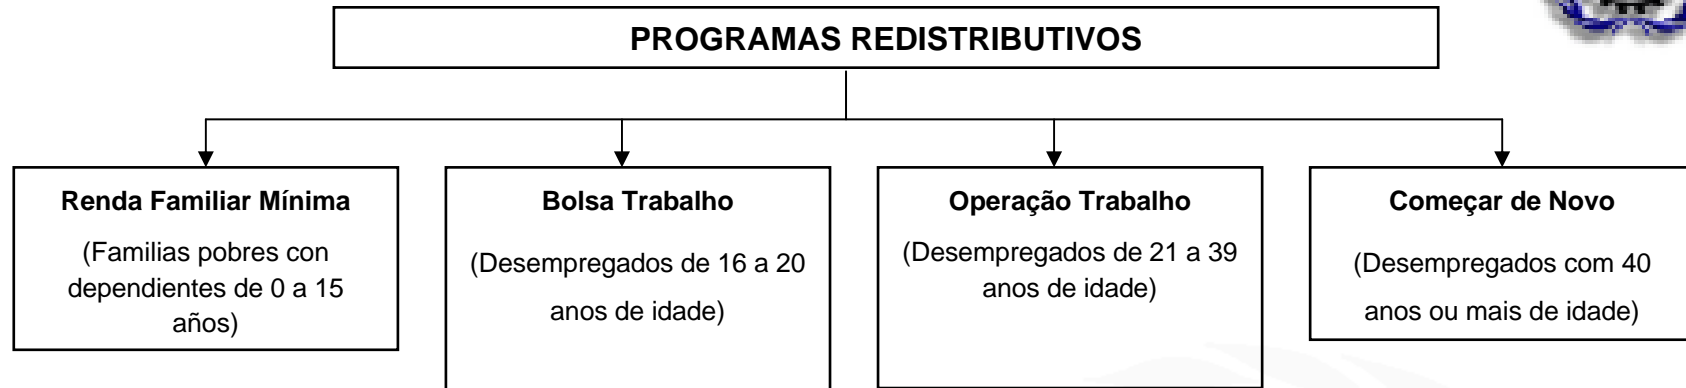 PROGRAMAS REDISTRIBUTIVOS
Renda Familiar Mínima
(Familias pobres con
dependientes de 0 a 15
años)
Bolsa Trabalho
(Desempregados de 16 a 20
anos de idade)
Operação Trabalho
(Desempregados de 21 a 39
anos de idade)
Começar de Novo
(Desempregados com 40
anos ou mais de idade)